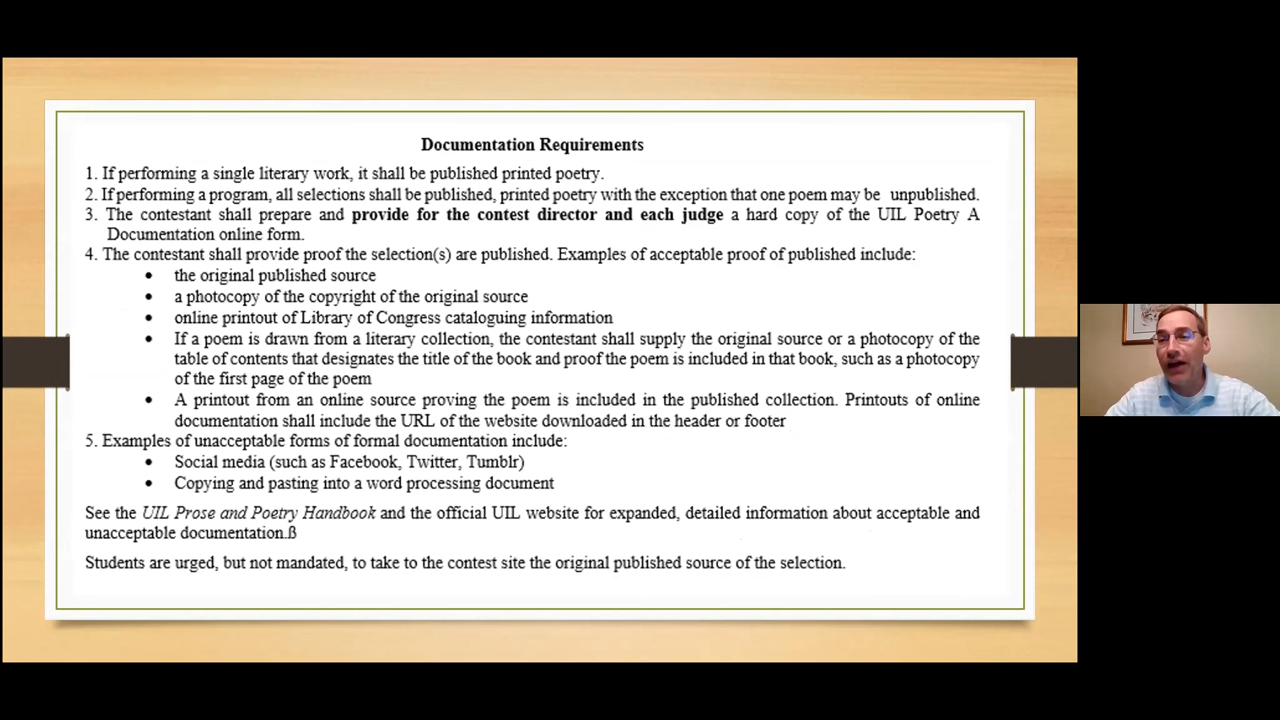 Documentation Requirements
1. If performing a single literary work, it shall be published printed poetry.
2. If performing a program, all selections shall be published, printed poetry with the exception that one poem may be unpublished.
3. The contestant shall prepare and provide for the contest director and each judge a hard copy of the UIL Poetry A
Documentation online form.
4. The contestant shall provide proof the selection(s) are published. Examples of acceptable proof of published include:
• the original published source
• a photocopy of the copyright of the original source
• online printout of Library of Congress cataloguing information
• If a poem is drawn from a literary collection, the contestant shall supply the original source or a photocopy of the
table of contents that designates the title of the book and proof the poem is included in that book, such as a photocopy
of the first page of the poem
• A printout from an online source proving the poem is included in the published collection. Printouts of online
documentation shall include the URL of the website downloaded in the header or footer
5. Examples of unacceptable forms of formal documentation include:
• Social media (such as Facebook, Twitter, Tumblr)
• Copying and pasting into a word processing document
See the UIL Prose and Poetry Handbook and the official UIL website for expanded, detailed information about acceptable and
unacceptable documentation.ß
Students are urged, but not mandated, to take to the contest site the original published source of the selection.